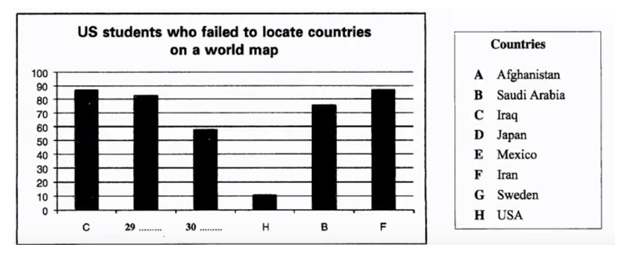 US students who failed to locate countries
on a world map
100
90
80
70
60
50
40
30
20
10
0
C 29 .......... 30 .......... H B F
Countries
A Afghanistan
B Saudi Arabia
C Iraq
D Japan
E Mexico
F Iran
G Sweden
H USA